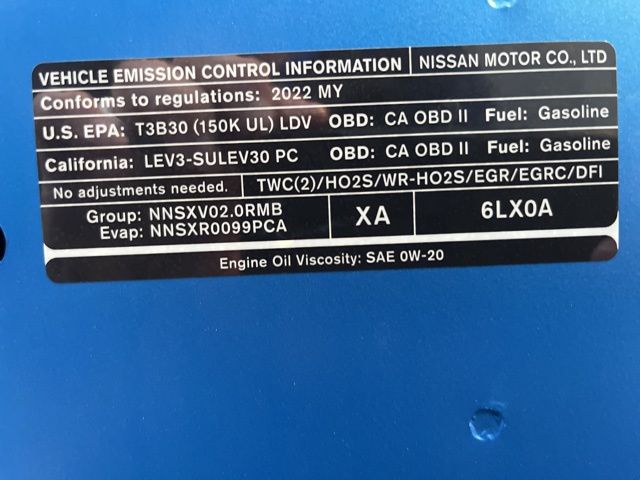 VEHICLE EMISSION CONTROL INFORMATION NISSAN MOTOR CO., LTD
Conforms to regulations: 2022 MY
U.S. EPA: T3B30 (150K UL) LDV OBD: CA OBD II Fuel: Gasoline
California: LEV3-SULEV30 PC OBD: CA OBD II Fuel: Gasoline
No adjustments needed. TWC(2)/HO2S/WR-HO2S/EGR/EGRC/DFI
Group: NNSXV02.0RMB XA 6LX0A
Evap: NNSXR0099PCA
Engine Oil Viscosity: SAE 0W-20